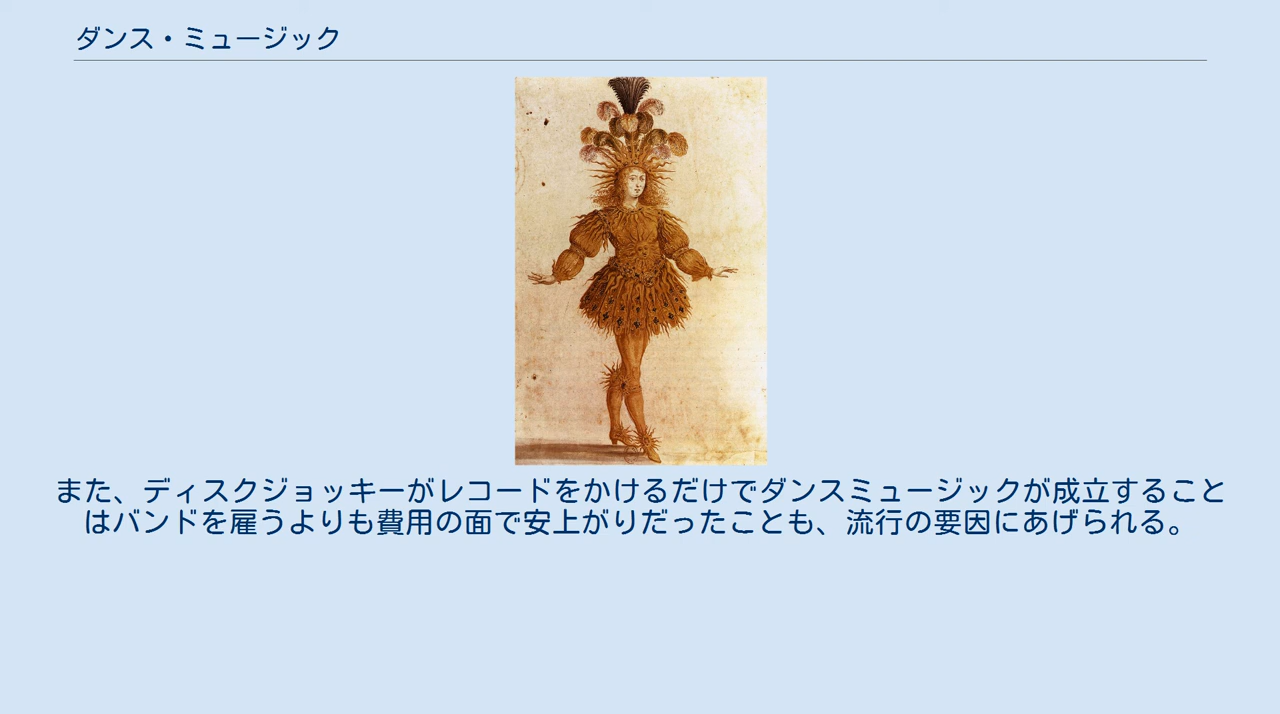 ダンス・ミュージック
また、ディスクジョッキーがレコードをかけるだけでダンスミュージックが成立すること
はバンドを雇うよりも費用の面で安上がりだったことも、流行の要因にあげられる。